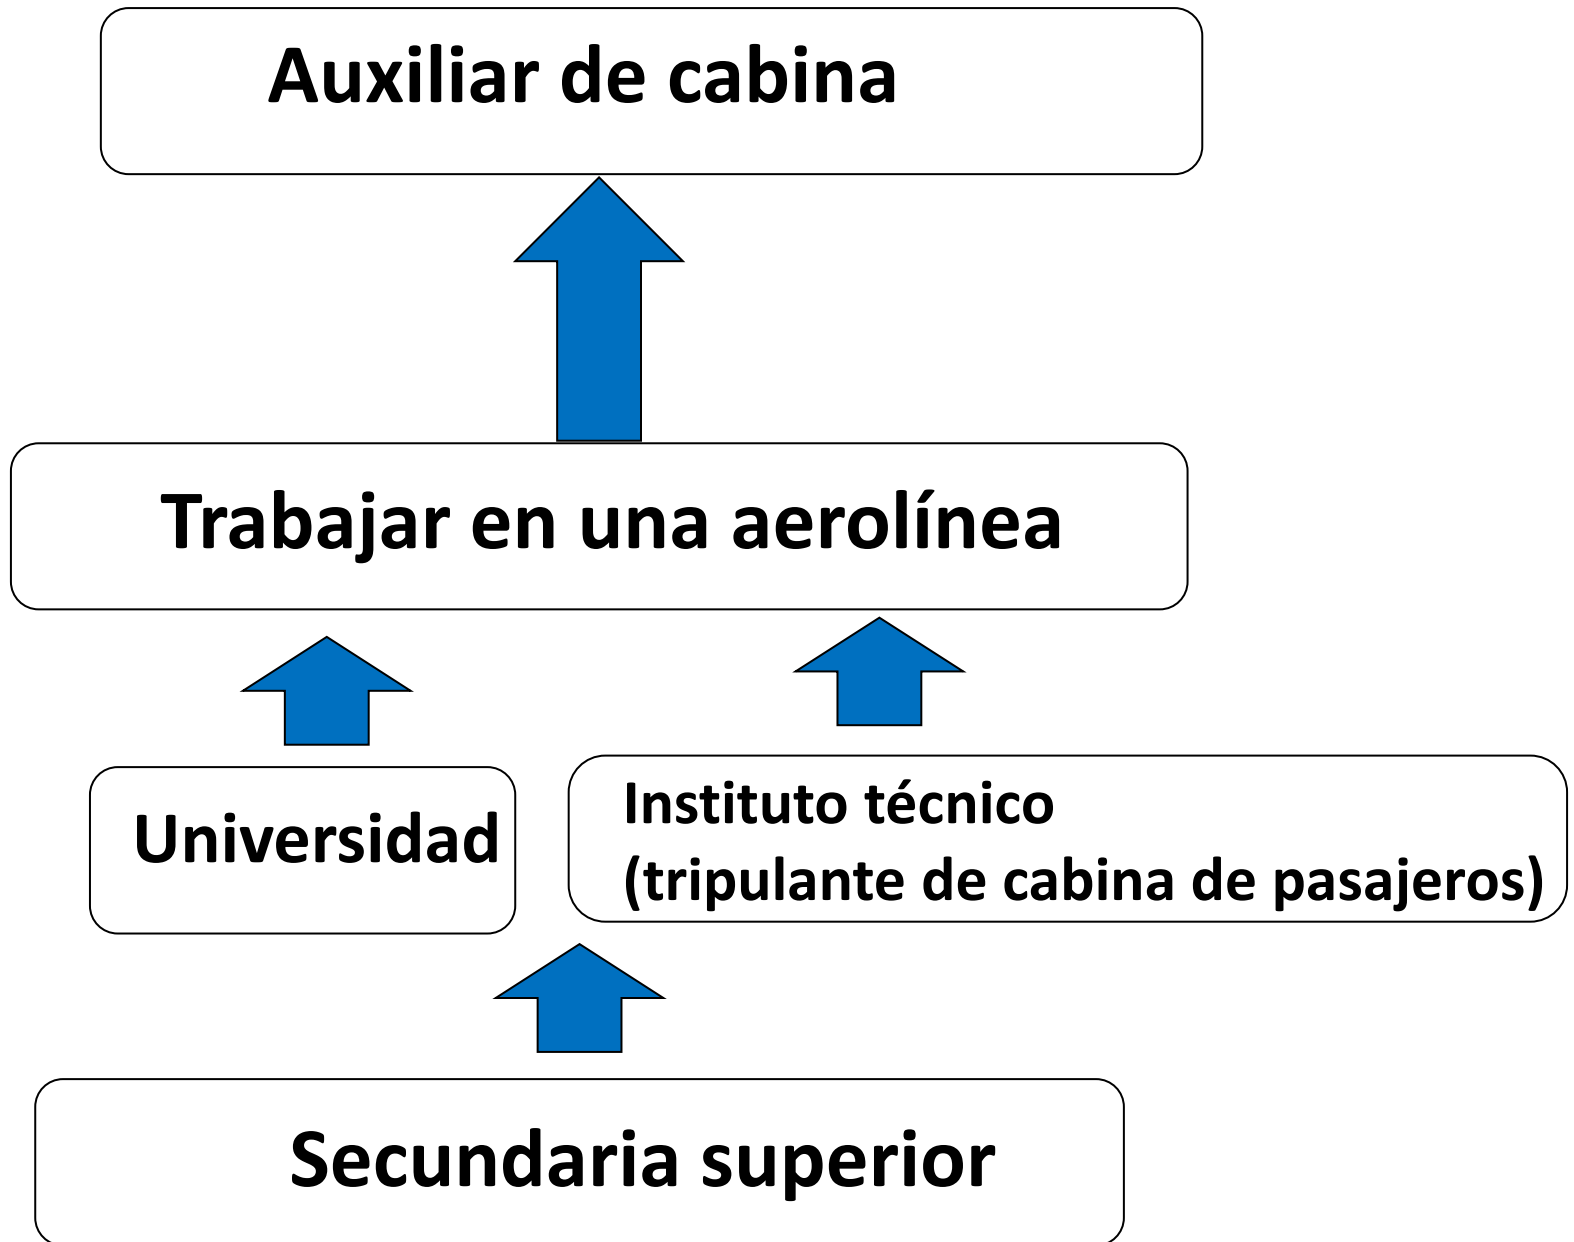 Auxiliar de cabina
Trabajar en una aerolínea
Universidad
Instituto técnico
(tripulante de cabina de pasajeros)
Secundaria superior